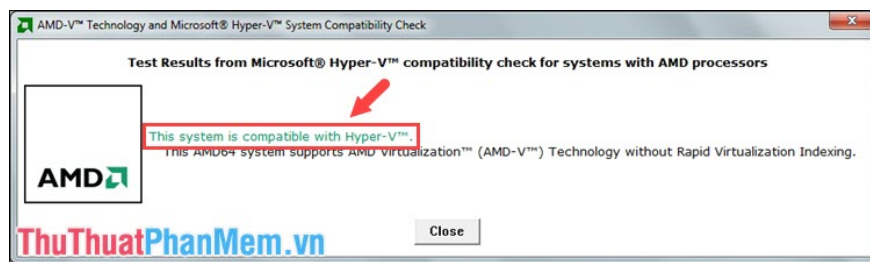 AMD-V™ Technology and Microsoft® Hyper-V™ System Compatibility Check
Test Results from Microsoft® Hyper-V™ compatibility check for systems with AMD processors
This system is compatible with Hyper-V™.
This AMD64 system supports AMD Virtualization™ (AMD-V™) Technology without Rapid Virtualization Indexing.
AMD
Close
ThuThuatPhanMem.vn